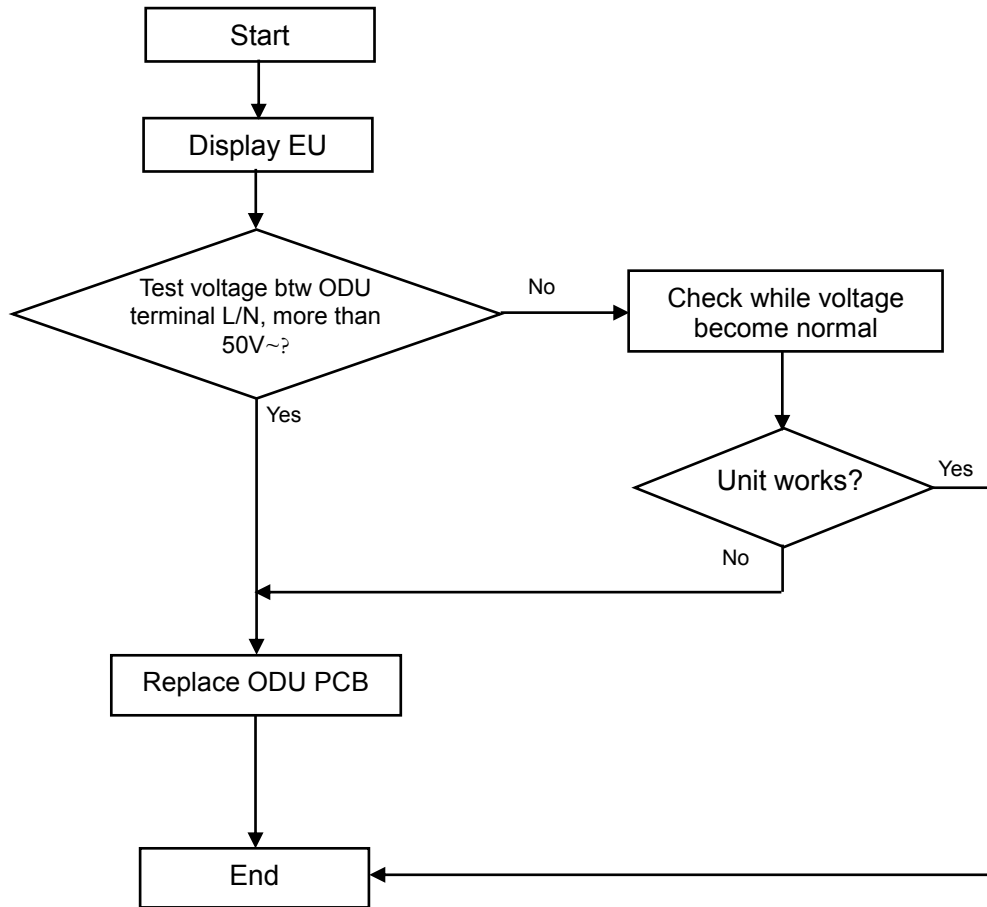 Start
Display EU
Test voltage btw ODU
terminal L/N, more than
50V~?
No
Check while voltage
become normal
Yes
Unit works?
Yes
No
Replace ODU PCB
End